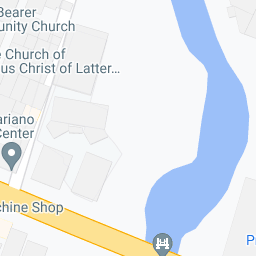 Bearer
unity Church
e Church of
us Christ of Latter...
ariano
Center
chine Shop
P